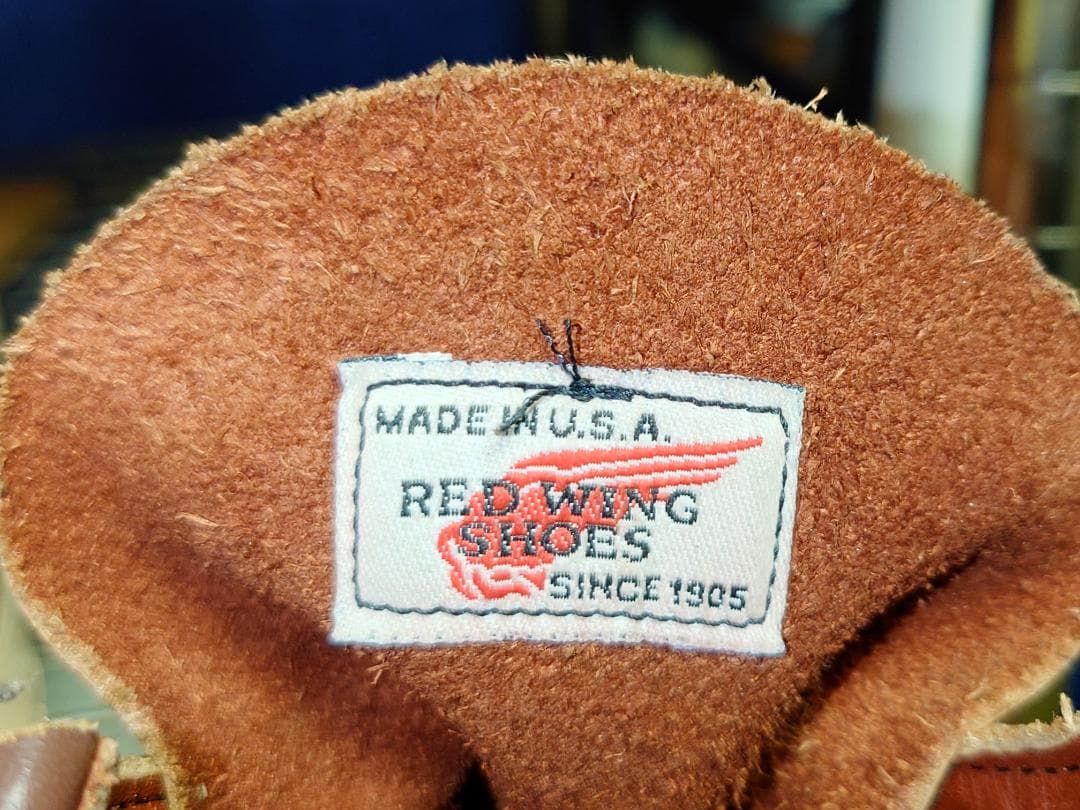 MADE IN U.S.A.
RED WING
SHOES
SINCE 1905